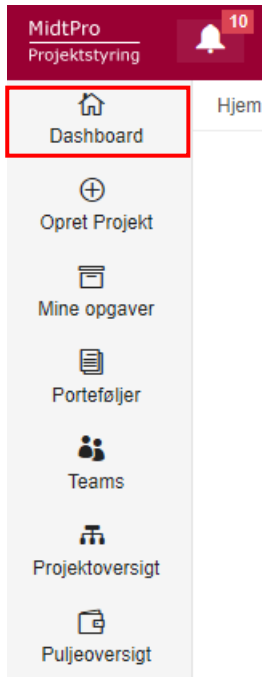 MidtPro
Projektstyring
10
Hjem
Dashboard
Opret Projekt
Mine opgaver
Porteføljer
Teams
Projektoversigt
Puljeoversigt